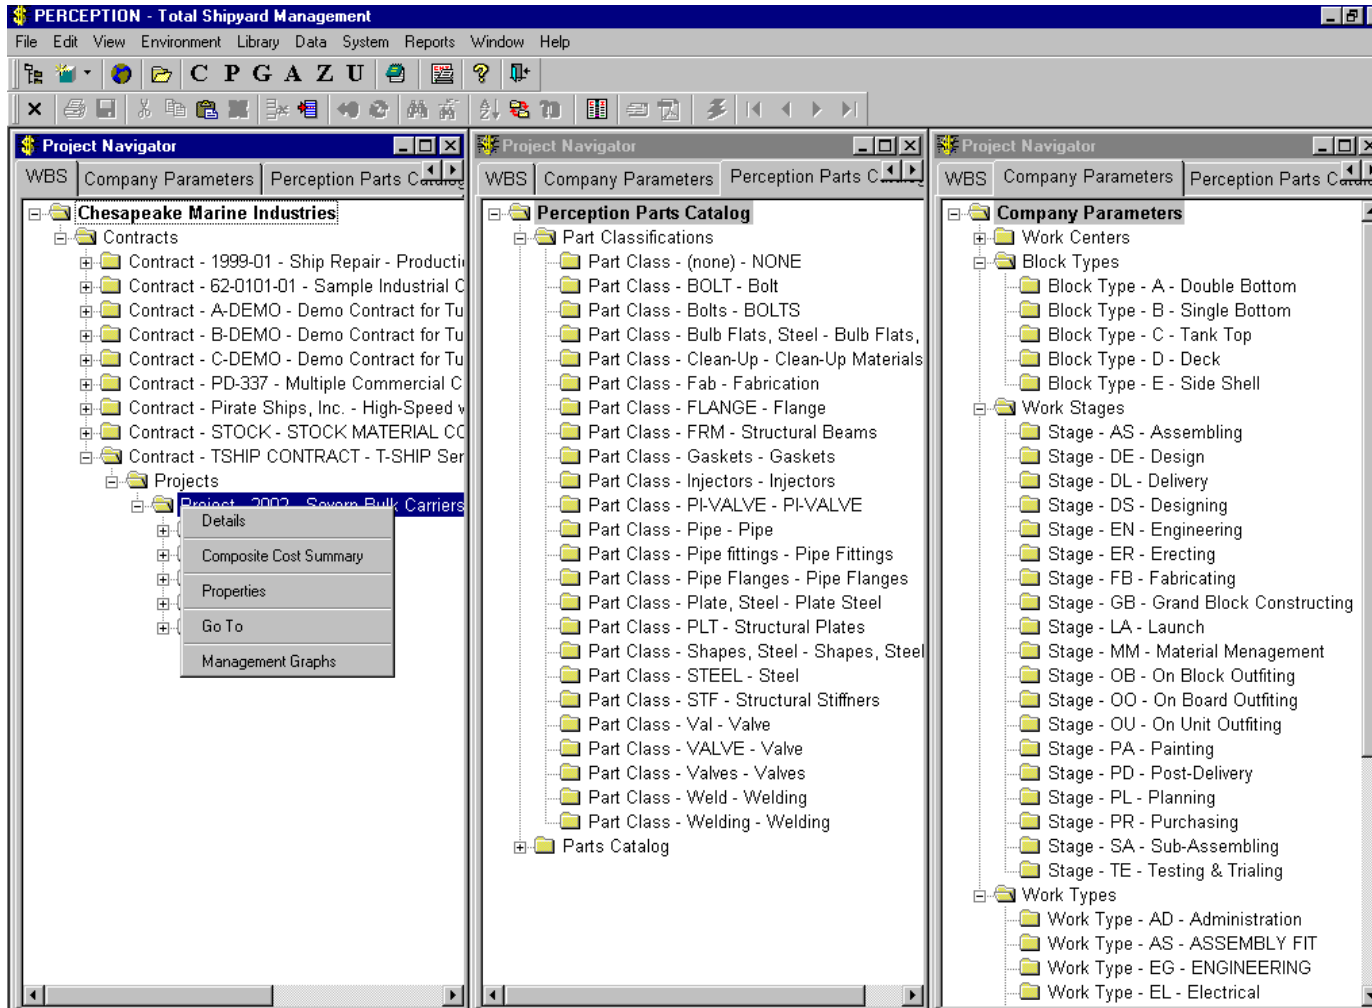 PERCEPTION - Total Shipyard Management
File Edit View Environment Library Data System Reports Window Help
C P G A Z U
Project Navigator
WBS Company Parameters Perception Parts Catalog
Chesapeake Marine Industries
Contracts
Contract - 1999-01 - Ship Repair - Producti
Contract - 62-0101-01 - Sample Industrial C
Contract - A-DEMO - Demo Contract for Tu
Contract - B-DEMO - Demo Contract for Tu
Contract - C-DEMO - Demo Contract for Tu
Contract - PD-337 - Multiple Commercial C
Contract - Pirate Ships, Inc. - High-Speed v
Contract - STOCK - STOCK MATERIAL CO
Contract - TSHIP CONTRACT - T-SHIP Ser
Projects
Project - 2002 - Severn Bulk Carriers
Details
Composite Cost Summary
Properties
Go To
Management Graphs
Project Navigator
WBS Company Parameters Perception Parts Catalog
Perception Parts Catalog
Part Classifications
Part Class - (none) - NONE
Part Class - BOLT - Bolt
Part Class - Bolts - BOLTS
Part Class - Bulb Flats, Steel - Bulb Flats,
Part Class - Clean-Up - Clean-Up Materials
Part Class - Fab - Fabrication
Part Class - FLANGE - Flange
Part Class - FRM - Structural Beams
Part Class - Gaskets - Gaskets
Part Class - Injectors - Injectors
Part Class - PI-VALVE - PI-VALVE
Part Class - Pipe - Pipe
Part Class - Pipe fittings - Pipe Fittings
Part Class - Pipe Flanges - Pipe Flanges
Part Class - Plate, Steel - Plate Steel
Part Class - PLT - Structural Plates
Part Class - Shapes, Steel - Shapes, Steel
Part Class - STEEL - Steel
Part Class - STF - Structural Stiffners
Part Class - Val - Valve
Part Class - VALVE - Valve
Part Class - Valves - Valves
Part Class - Weld - Welding
Part Class - Welding - Welding
Parts Catalog
Project Navigator
WBS Company Parameters Perception Parts Catalog
Company Parameters
Work Centers
Block Types
Block Type - A - Double Bottom
Block Type - B - Single Bottom
Block Type - C - Tank Top
Block Type - D - Deck
Block Type - E - Side Shell
Work Stages
Stage - AS - Assembling
Stage - DE - Design
Stage - DL - Delivery
Stage - DS - Designing
Stage - EN - Engineering
Stage - ER - Erecting
Stage - FB - Fabricating
Stage - GB - Grand Block Constructing
Stage - LA - Launch
Stage - MM - Material Menagement
Stage - OB - On Block Outfiting
Stage - OO - On Board Outfiting
Stage - OU - On Unit Outfiting
Stage - PA - Painting
Stage - PD - Post-Delivery
Stage - PL - Planning
Stage - PR - Purchasing
Stage - SA - Sub-Assembling
Stage - TE - Testing & Trialing
Work Types
Work Type - AD - Administration
Work Type - AS - ASSEMBLY FIT
Work Type - EG - ENGINEERING
Work Type - EL - Electrical